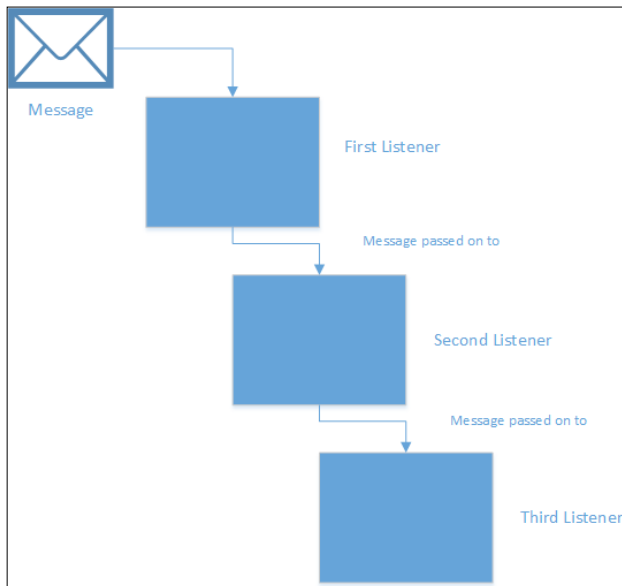 Message
First Listener
Message passed on to
Second Listener
Message passed on to
Third Listener